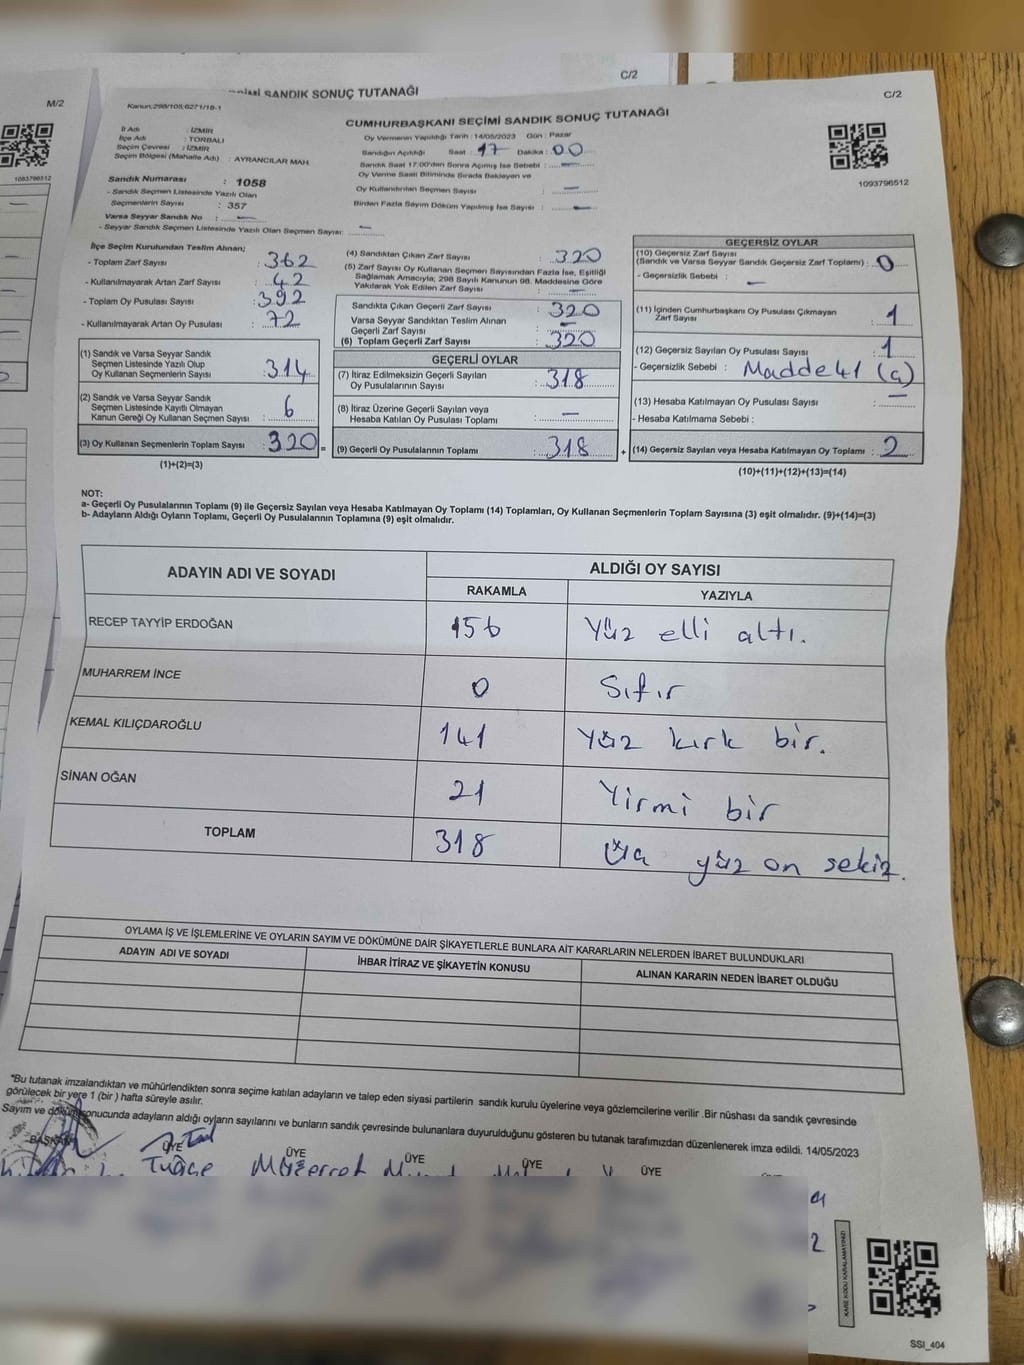 C/2
SANDIK SONUÇ TUTANAĞI
M/2
C/2
Kanun:298/105;6271/18-1
CUMHURBAŞKANI SEÇİMİ SANDIK SONUÇ TUTANAĞI
1093796512
1093796512
İl Adı : İZMİR
İlçe Adı : TORBALI
Seçim Çevresi : İZMİR
Seçim Bölgesi (Mahalle Adı) : AYRANCILAR MAH.
Sandık Numarası : 1058
- Sandık Seçmen Listesinde Yazılı Olan
Seçmenlerin Sayısı : 357
Varsa Seyyar Sandık No : —
- Seyyar Sandık Seçmen Listesinde Yazılı Olan Seçmen Sayısı: —
Oy Vermenin Yapıldığı Tarih :14/05/2023 Gün : Pazar
Sandığın Açıldığı Saat : 17 Dakika : 00
Sandık Saat 17:00'den Sonra Açımış İse Sebebi : —
Oy Verme Saati Bitiminde Sırada Bekleyen ve
Oy Kullandırılan Seçmen Sayısı : —
Birden Fazla Sayım Döküm Yapılmış İse Sayısı : —
İlçe Seçim Kurulundan Teslim Alınan;
- Toplam Zarf Sayısı : 362
- Kullanılmayarak Artan Zarf Sayısı : 42
- Toplam Oy Pusulası Sayısı : 392
- Kullanılmayarak Artan Oy Pusulası : 72
(1) Sandık ve Varsa Seyyar Sandık
Seçmen Listesinde Yazılı Olup
Oy Kullanan Seçmenlerin Sayısı : 314
(2) Sandık ve Varsa Seyyar Sandık
Seçmen Listesinde Kayıtlı Olmayan
Kanun Gereği Oy Kullanan Seçmen Sayısı : 6
(3) Oy Kullanan Seçmenlerin Toplam Sayısı : 320 =
(1)+(2)=(3)
(4) Sandıktan Çıkan Zarf Sayısı : 320
(5) Zarf Sayısı Oy Kullanan Seçmen Sayısından Fazla İse, Eşitliği
Sağlamak Amacıyla, 298 Sayılı Kanunun 98. Maddesine Göre
Yakılarak Yok Edilen Zarf Sayısı : —
Sandıkta Çıkan Geçerli Zarf Sayısı : 320
Varsa Seyyar Sandıktan Teslim Alınan
Geçerli Zarf Sayısı : —
(6) Toplam Geçerli Zarf Sayısı : 320
GEÇERLİ OYLAR
(7) İtiraz Edilmeksizin Geçerli Sayılan
Oy Pusulalarının Sayısı : 318
(8) İtiraz Üzerine Geçerli Sayılan veya
Hesaba Katılan Oy Pusulası Toplamı : —
(9) Geçerli Oy Pusulalarının Toplamı : 318 +
GEÇERSİZ OYLAR
(10) Geçersiz Zarf Sayısı
(Sandık ve Varsa Seyyar Sandık Geçersiz Zarf Toplamı) : 0
- Geçersizlik Sebebi : —
(11) İçinden Cumhurbaşkanı Oy Pusulası Çıkmayan
Zarf Sayısı : 1
(12) Geçersiz Sayılan Oy Pusulası Sayısı : 1
- Geçersizlik Sebebi : Madde 41 (a)
(13) Hesaba Katılmayan Oy Pusulası Sayısı : —
- Hesaba Katılmama Sebebi :
(14) Geçersiz Sayılan veya Hesaba Katılmayan Oy Toplamı : 2
(10)+(11)+(12)+(13)=(14)
NOT:
a- Geçerli Oy Pusulalarının Toplamı (9) ile Geçersiz Sayılan veya Hesaba Katılmayan Oy Toplamı (14) Toplamları, Oy Kullanan Seçmenlerin Toplam Sayısına (3) eşit olmalıdır. (9)+(14)=(3)
b- Adayların Aldığı Oyların Toplamı, Geçerli Oy Pusulalarının Toplamına (9) eşit olmalıdır.
ADAYIN ADI VE SOYADI
ALDIĞI OY SAYISI
RAKAMLA YAZIYLA
RECEP TAYYİP ERDOĞAN 156 Yüz elli altı.
MUHARREM İNCE 0 Sıfır
KEMAL KILIÇDAROĞLU 141 Yüz kırk bir.
SİNAN OĞAN 21 Yirmi bir
TOPLAM 318 yüz on sekiz.
OYLAMA İŞ VE İŞLEMLERİNE VE OYLARIN SAYIM VE DÖKÜMÜNE DAİR ŞİKAYETLERLE BUNLARA AİT KARARLARIN NELERDEN İBARET BULUNDUKLARI
ADAYIN ADI VE SOYADI İHBAR İTİRAZ VE ŞİKAYETİN KONUSU ALINAN KARARIN NEDEN İBARET OLDUĞU
*Bu tutanak imzalandıktan ve mühürlendikten sonra seçime katılan adayların ve talep eden siyasi partilerin sandık kurulu üyelerine veya gözlemcilerine verilir .Bir nüshası da sandık çevresinde
görülecek bir yere 1 (bir ) hafta süreyle asılır.
Sayım ve döküm sonucunda adayların aldığı oyların sayılarını ve bunların sandık çevresinde bulunanlara duyurulduğunu gösteren bu tutanak tarafımızdan düzenlenerek imza edildi. 14/05/2023
BAŞKAN ÜYE ÜYE ÜYE ÜYE ÜYE
Tuğçe Müzerret
KARE KODU KARALAMAYINIZ!
SSI_404